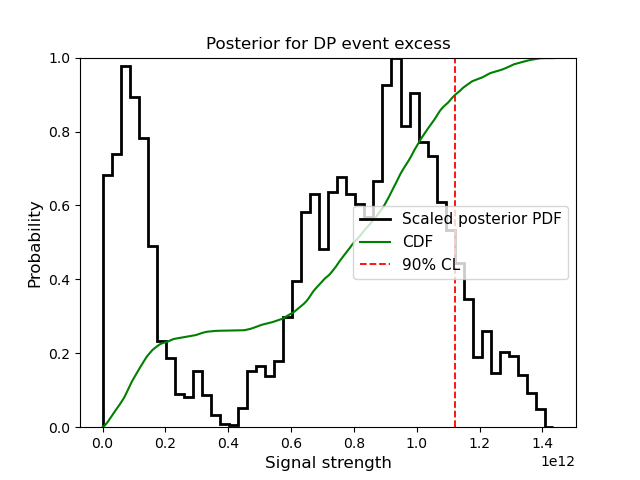 Posterior for DP event excess
Probability
1.0
0.8
0.6
0.4
0.2
0.0
Scaled posterior PDF
CDF
90% CL
0.0 0.2 0.4 0.6 0.8 1.0 1.2 1.4
1e12
Signal strength